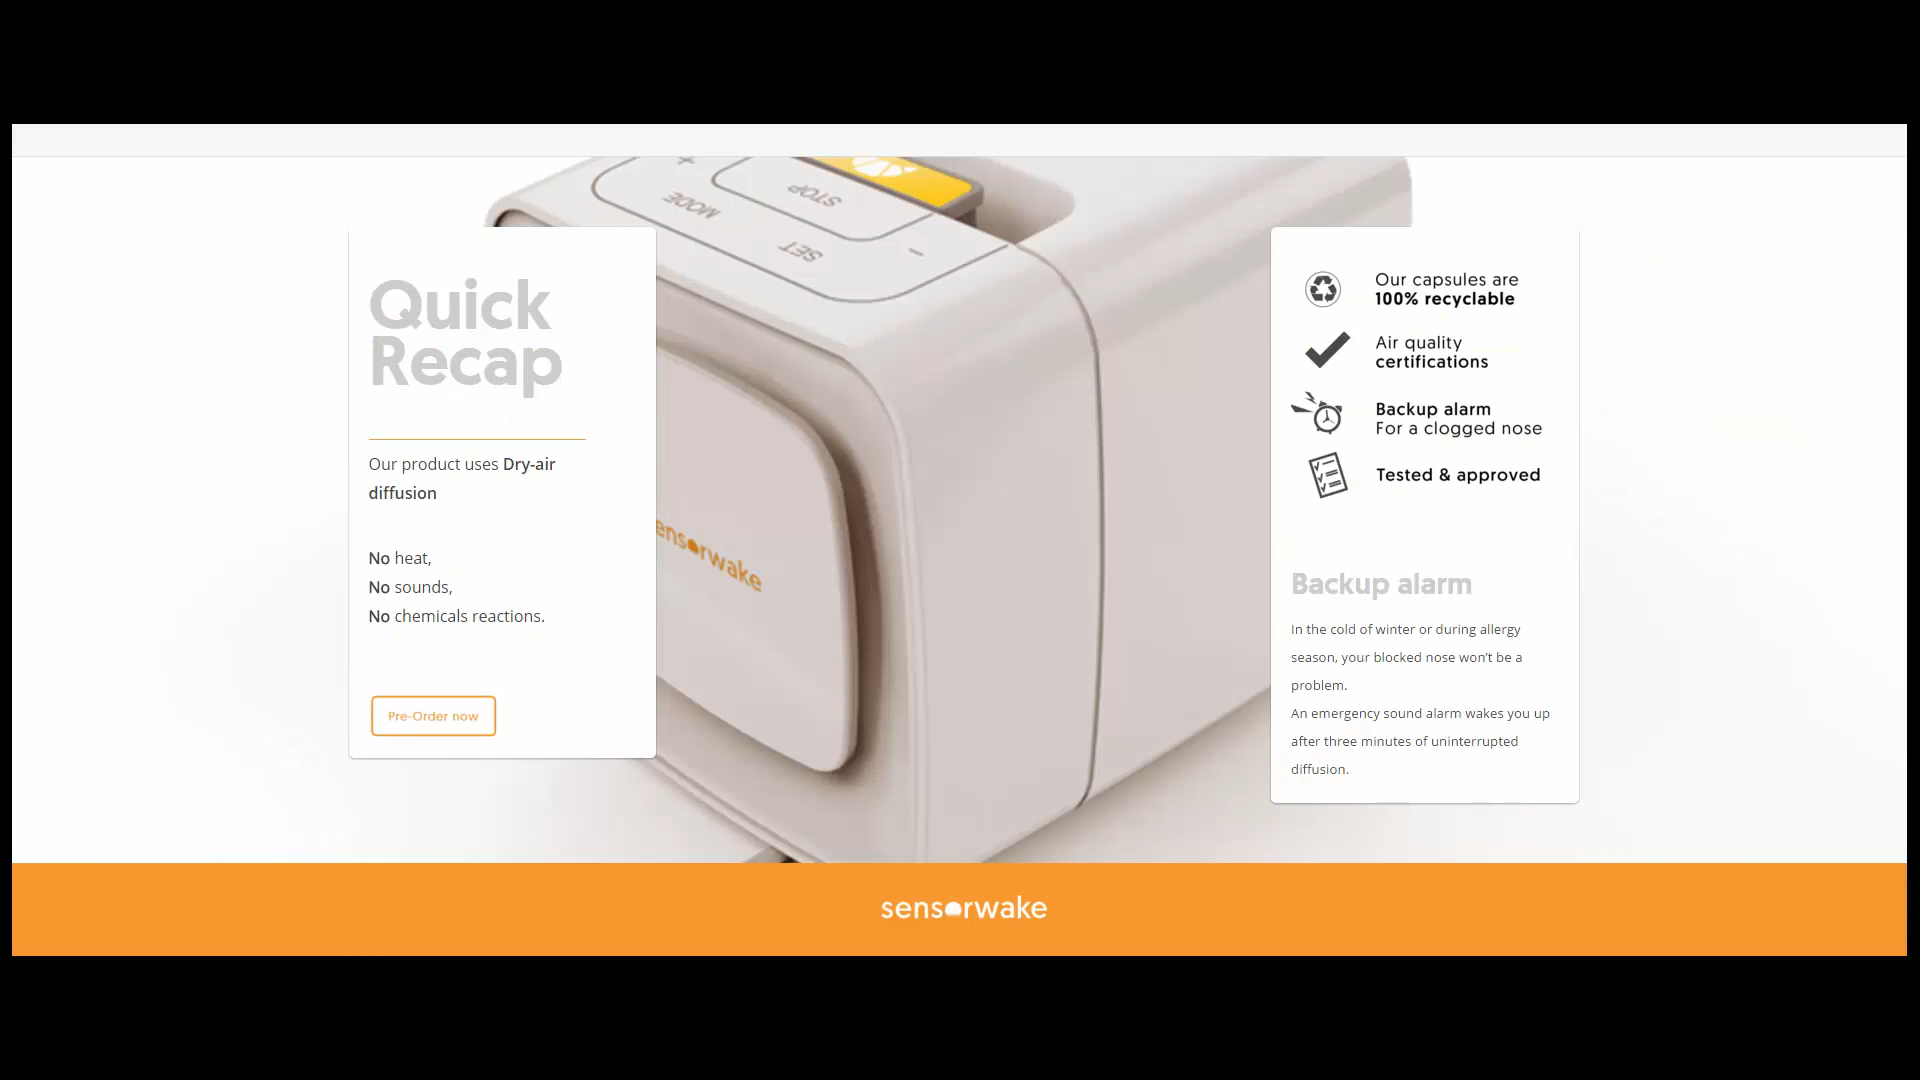 +
STOP
MODE
SET
-
Quick
Recap
Our product uses Dry-air
diffusion
No heat,
No sounds,
No chemicals reactions.
Pre-Order now
ensorwake
Our capsules are
100% recyclable
Air quality
certifications
Backup alarm
For a clogged nose
Tested & approved
Backup alarm
In the cold of winter or during allergy
season, your blocked nose won't be a
problem.
An emergency sound alarm wakes you up
after three minutes of uninterrupted
diffusion.
sensorwake